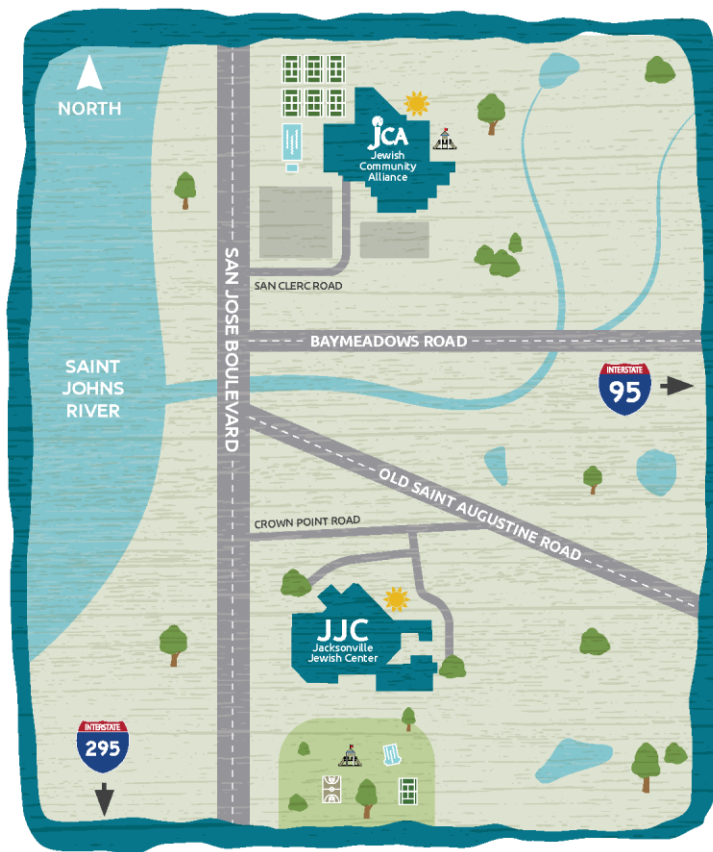 NORTH
JCA
Jewish
Community
Alliance
SAN CLERC ROAD
SAN JOSE BOULEVARD
BAYMEADOWS ROAD
SAINT
JOHNS
RIVER
INTERSTATE
95
OLD SAINT AUGUSTINE ROAD
CROWN POINT ROAD
JJC
Jacksonville
Jewish Center
INTERSTATE
295